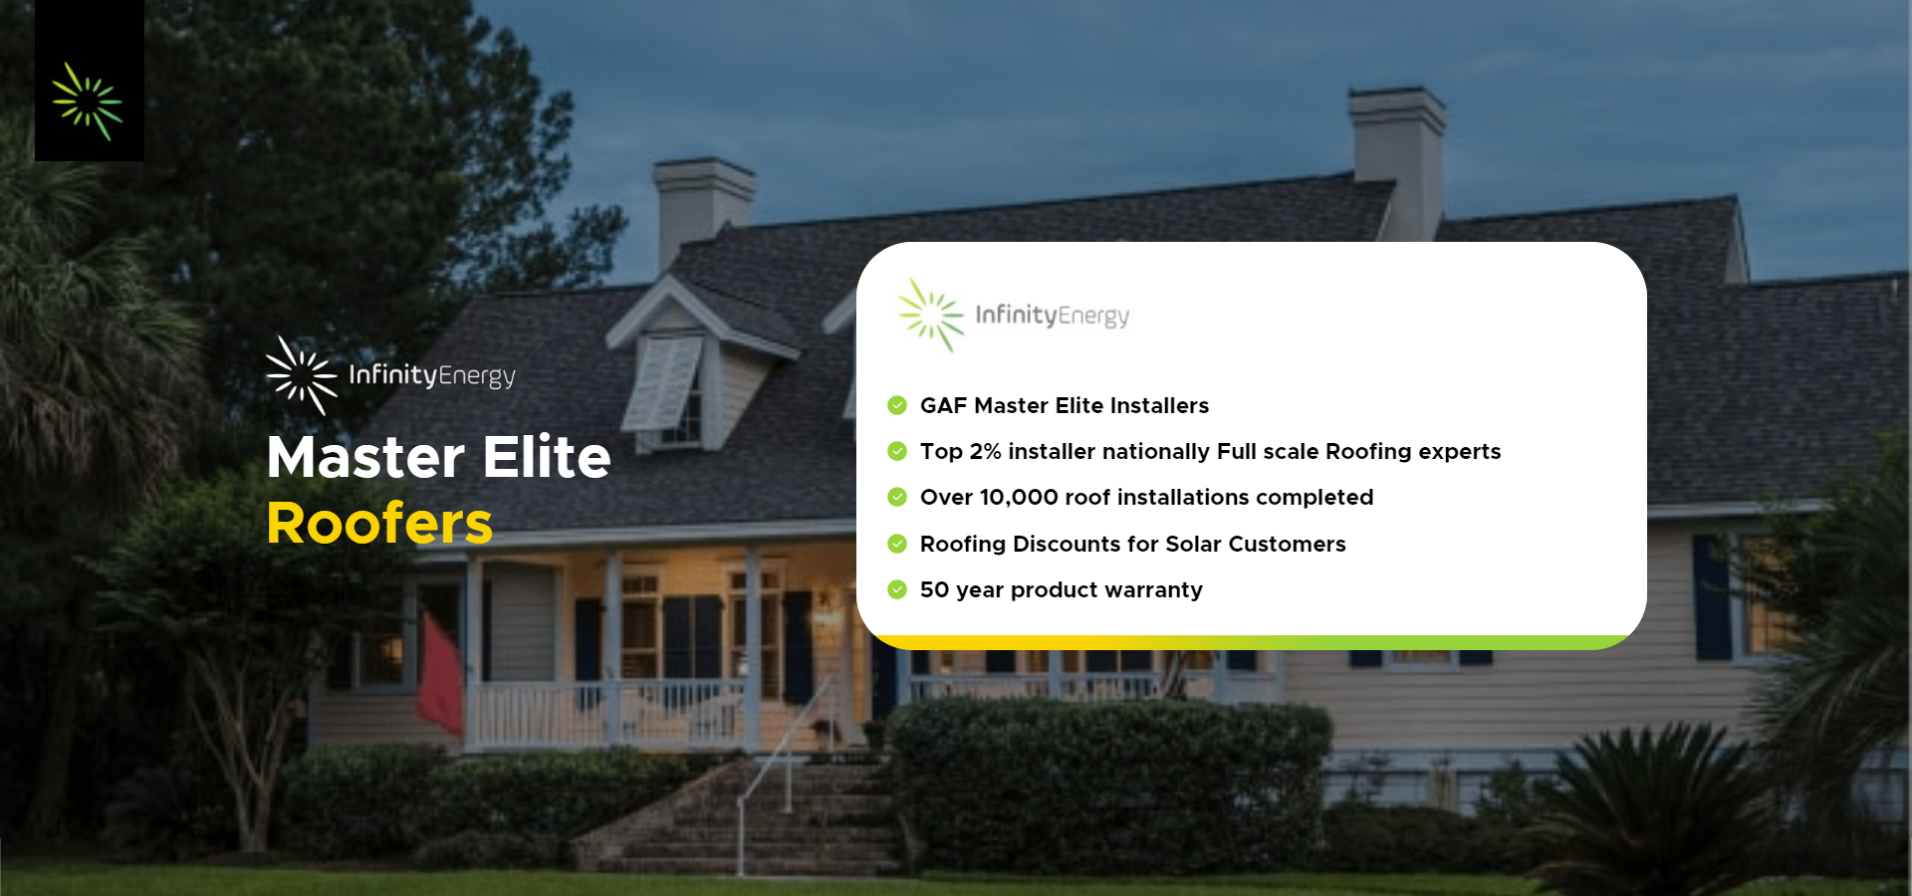 InfinityEnergy
Master Elite
Roofers
InfinityEnergy
GAF Master Elite Installers
Top 2% installer nationally Full scale Roofing experts
Over 10,000 roof installations completed
Roofing Discounts for Solar Customers
50 year product warranty